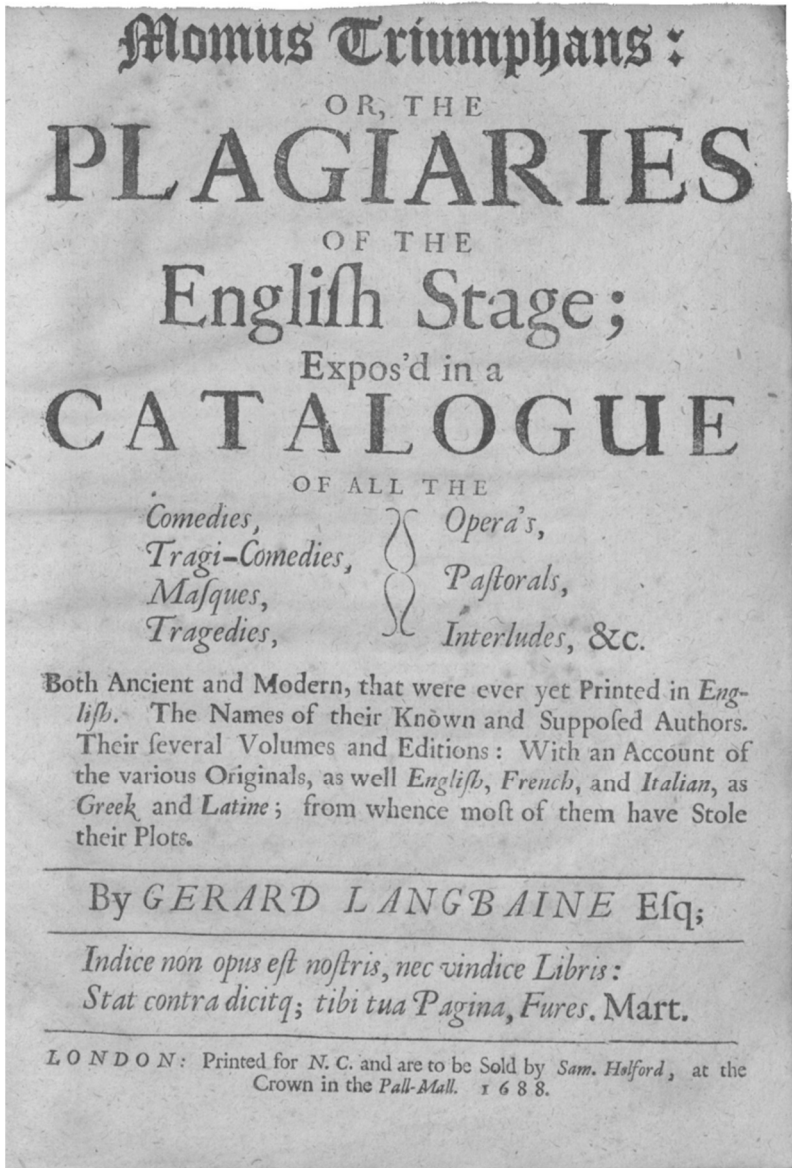 Momus Triumphans:
OR, THE
PLAGIARIES
OF THE
Engliſh Stage;
Expos'd in a
CATALOGUE
OF ALL THE
Comedies,
Tragi-Comedies,
Maſques,
Tragedies,
Opera's,
Paſtorals,
Interludes, &c.
Both Ancient and Modern, that were ever yet Printed in Eng-
liſh. The Names of their Known and Suppoſed Authors.
Their ſeveral Volumes and Editions: With an Account of
the various Originals, as well Engliſh, French, and Italian, as
Greek and Latine; from whence moſt of them have Stole
their Plots.
By GERARD LANGBAINE Eſq;
Indice non opus eſt noſtris, nec vindice Libris:
Stat contra dicitq; tibi tua Pagina, Fures. Mart.
LONDON: Printed for N. C. and are to be Sold by Sam. Holford, at the
Crown in the Pall-Mall. 1688.